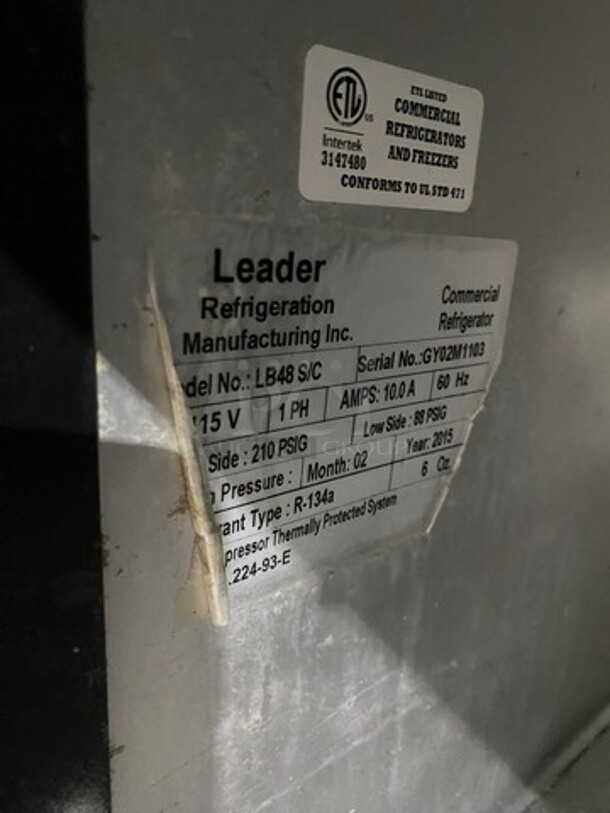 ETL LISTED
COMMERCIAL
REFRIGERATORS
AND FREEZERS
ETL
US
Intertek
3147480
CONFORMS TO UL STD 471
Leader
Refrigeration
Manufacturing Inc.
Commercial
Refrigerator
del No.: LB48 S/C Serial No.:GY02M1103
15 V 1 PH AMPS: 10.0 A 60 Hz
Side : 210 PSIG Low Side : 88 PSIG
Pressure : Month: 02 Year: 2015
rant Type : R-134a 6 Oz.
pressor Thermally Protected System
.224-93-E